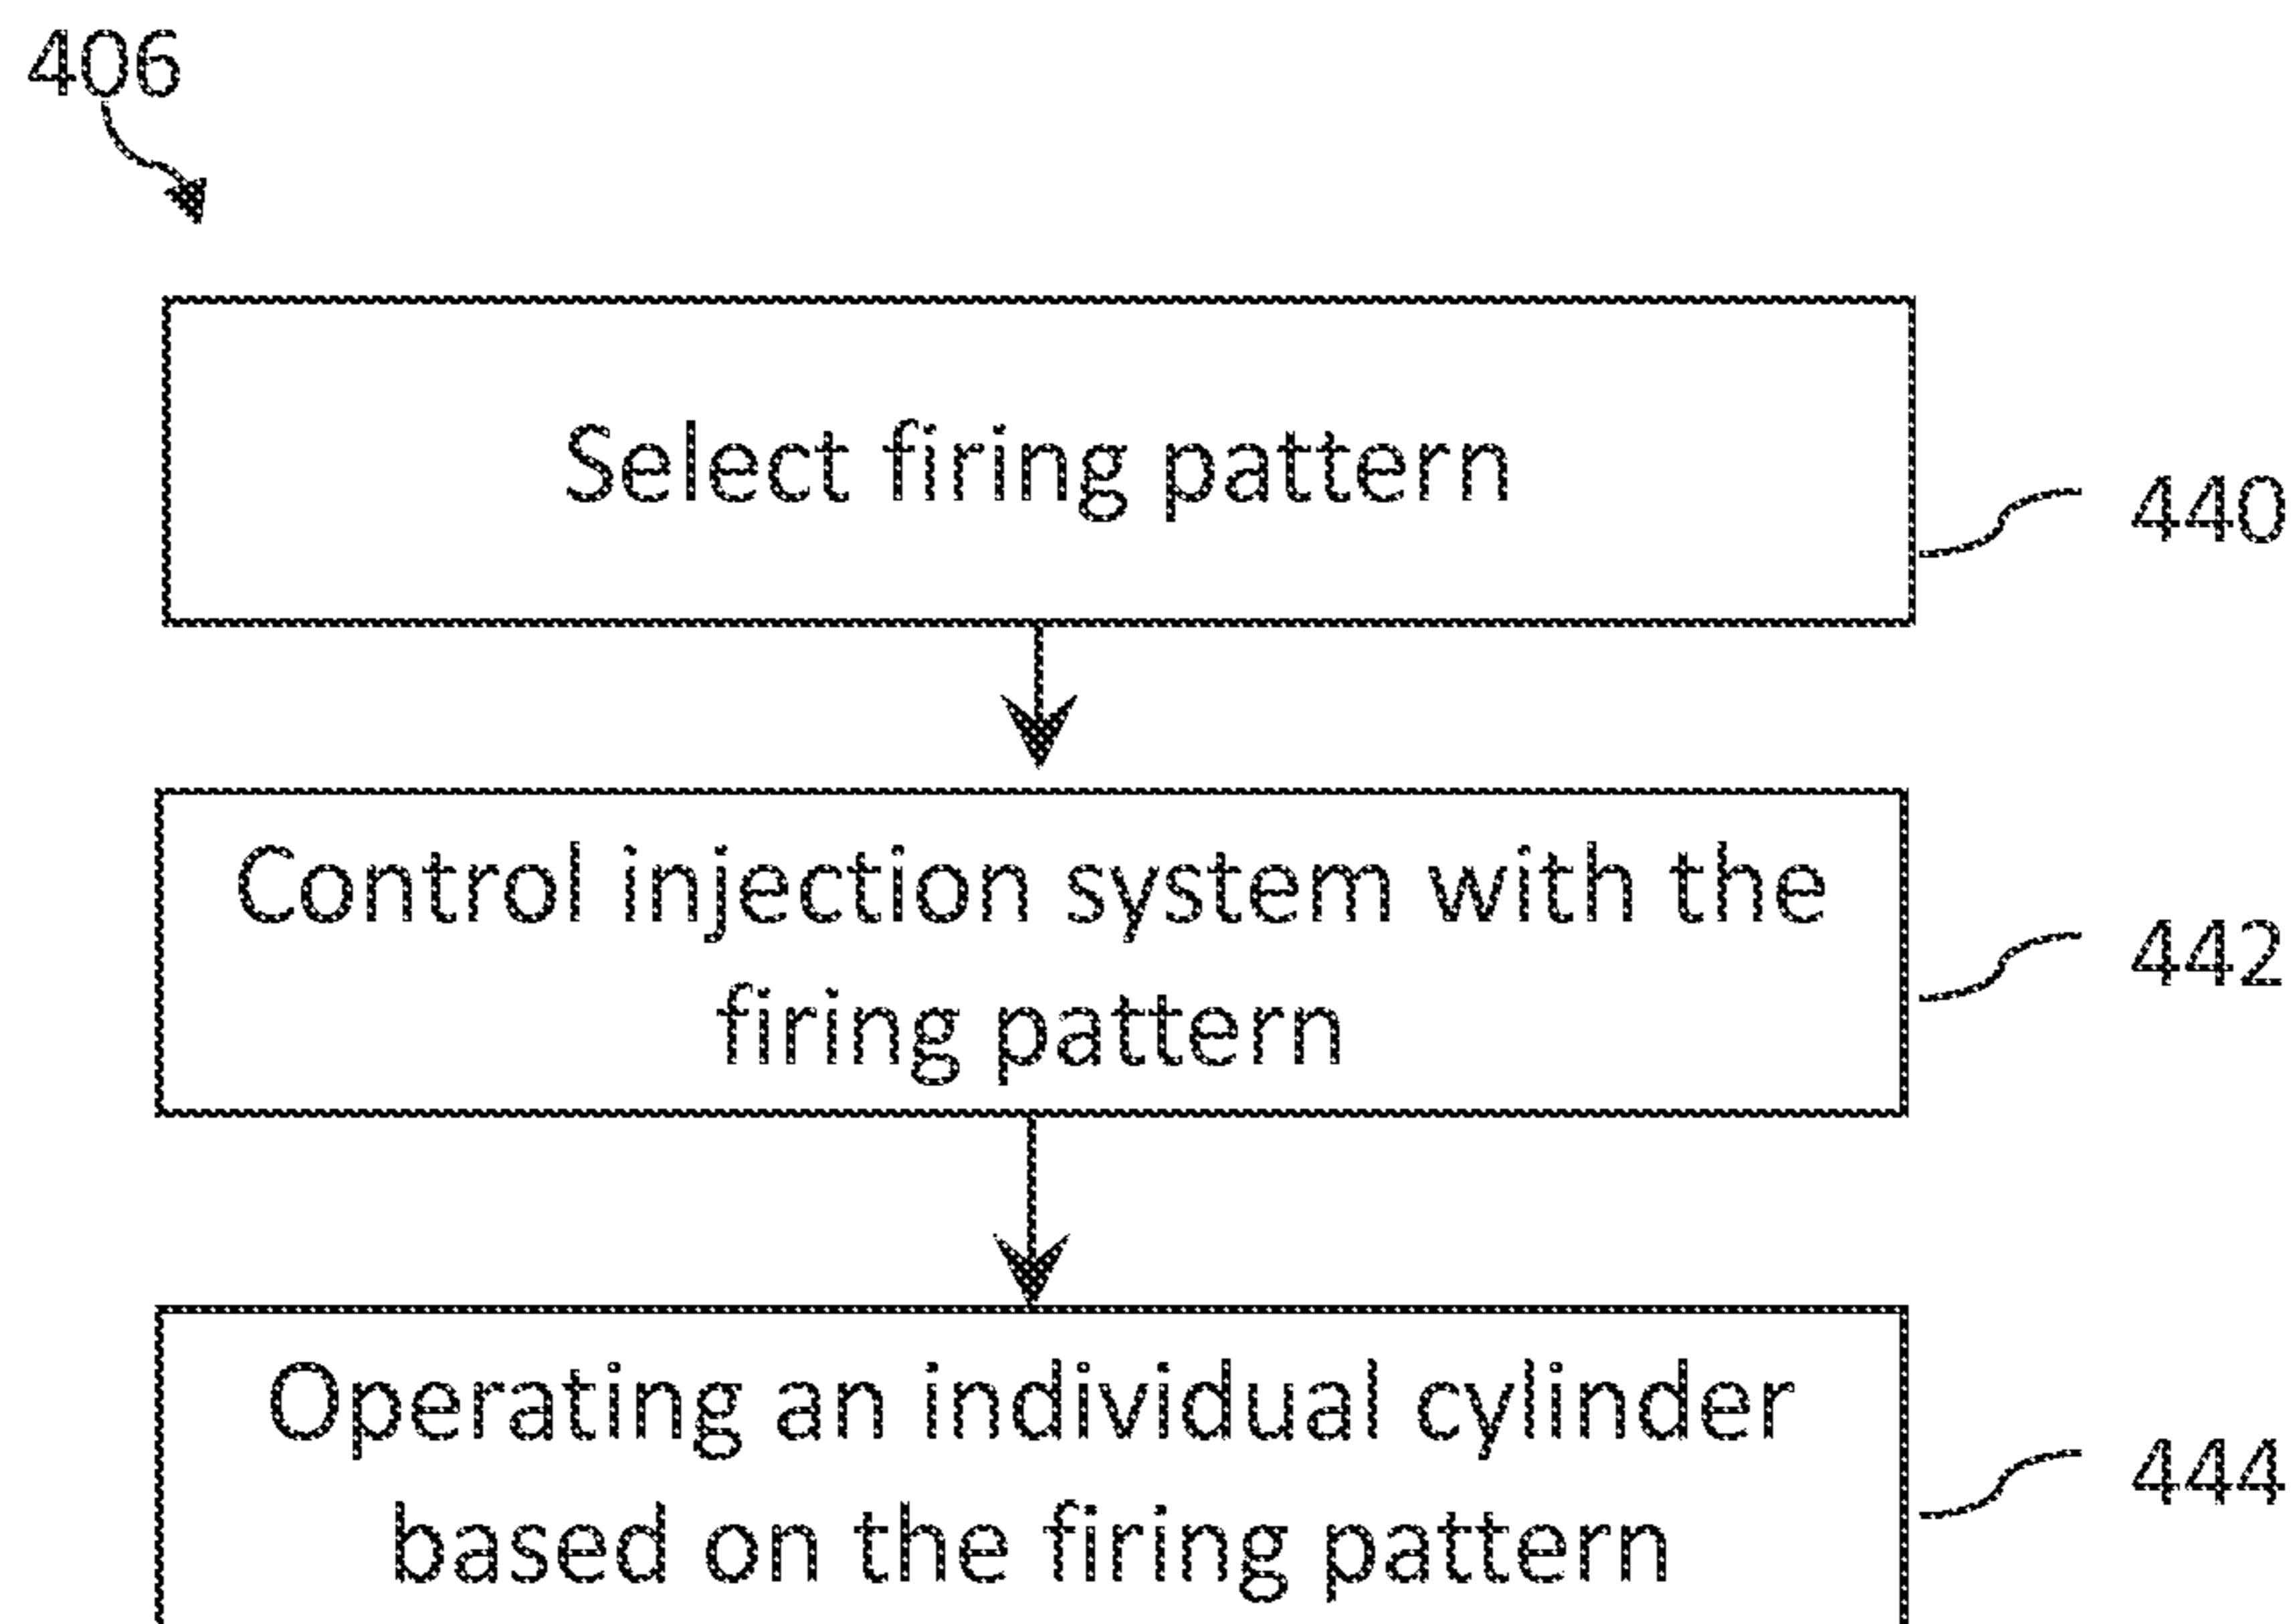 406
Select firing pattern
440
Control injection system with the
firing pattern
442
Operating an individual cylinder
based on the firing pattern
444